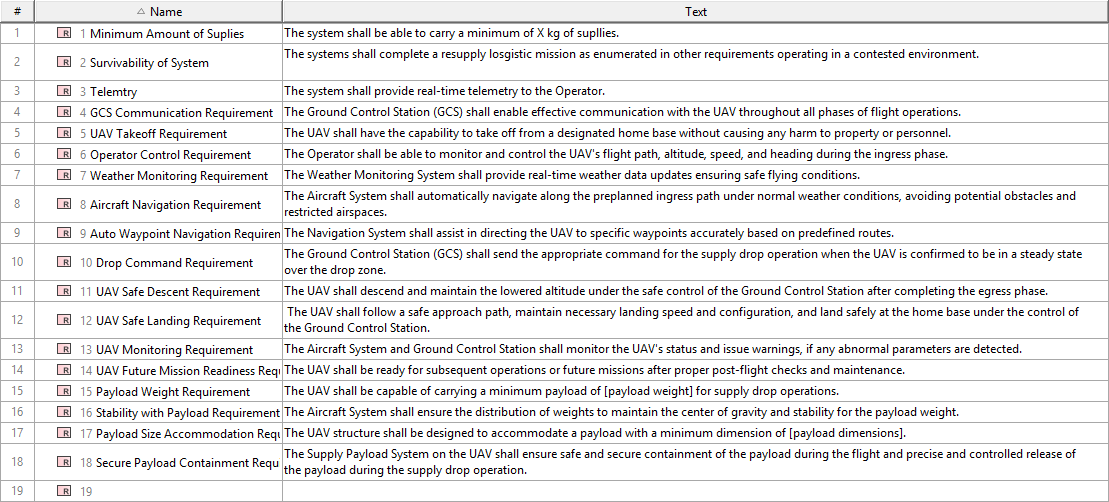 # Name Text
1 R 1 Minimum Amount of Suplies The system shall be able to carry a minimum of X kg of supllies.
2 R 2 Survivability of System The systems shall complete a resupply losgistic mission as enumerated in other requirements operating in a contested environment.
3 R 3 Telemtry The system shall provide real-time telemetry to the Operator.
4 R 4 GCS Communication Requirement The Ground Control Station (GCS) shall enable effective communication with the UAV throughout all phases of flight operations.
5 R 5 UAV Takeoff Requirement The UAV shall have the capability to take off from a designated home base without causing any harm to property or personnel.
6 R 6 Operator Control Requirement The Operator shall be able to monitor and control the UAV's flight path, altitude, speed, and heading during the ingress phase.
7 R 7 Weather Monitoring Requirement The Weather Monitoring System shall provide real-time weather data updates ensuring safe flying conditions.
8 R 8 Aircraft Navigation Requirement The Aircraft System shall automatically navigate along the preplanned ingress path under normal weather conditions, avoiding potential obstacles and
restricted airspaces.
9 R 9 Auto Waypoint Navigation Requiren The Navigation System shall assist in directing the UAV to specific waypoints accurately based on predefined routes.
10 R 10 Drop Command Requirement The Ground Control Station (GCS) shall send the appropriate command for the supply drop operation when the UAV is confirmed to be in a steady state
over the drop zone.
11 R 11 UAV Safe Descent Requirement The UAV shall descend and maintain the lowered altitude under the safe control of the Ground Control Station after completing the egress phase.
12 R 12 UAV Safe Landing Requirement The UAV shall follow a safe approach path, maintain necessary landing speed and configuration, and land safely at the home base under the control of
the Ground Control Station.
13 R 13 UAV Monitoring Requirement The Aircraft System and Ground Control Station shall monitor the UAV's status and issue warnings, if any abnormal parameters are detected.
14 R 14 UAV Future Mission Readiness Requ The UAV shall be ready for subsequent operations or future missions after proper post-flight checks and maintenance.
15 R 15 Payload Weight Requirement The UAV shall be capable of carrying a minimum payload of [payload weight] for supply drop operations.
16 R 16 Stability with Payload Requirement The Aircraft System shall ensure the distribution of weights to maintain the center of gravity and stability for the payload weight.
17 R 17 Payload Size Accommodation Requ The UAV structure shall be designed to accommodate a payload with a minimum dimension of [payload dimensions].
18 R 18 Secure Payload Containment Requ The Supply Payload System on the UAV shall ensure safe and secure containment of the payload during the flight and precise and controlled release of
the payload during the supply drop operation.
19 R 19